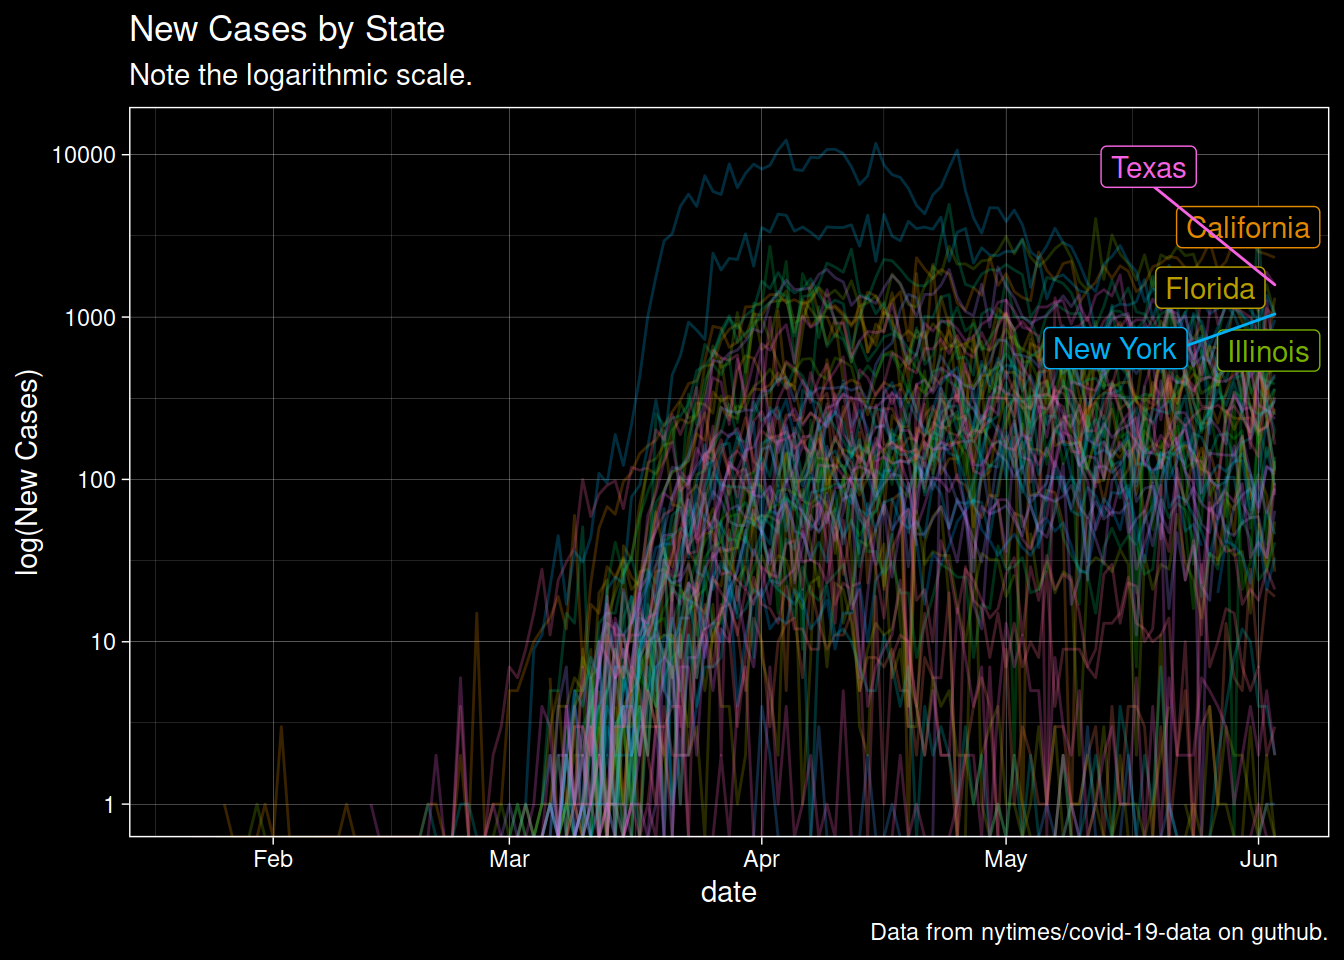 New Cases by State
Note the logarithmic scale.
10000
1000
100
10
1
log(New Cases)
Texas
California
Florida
New York
Illinois
Feb
Mar
Apr
May
Jun
date
Data from nytimes/covid-19-data on guthub.